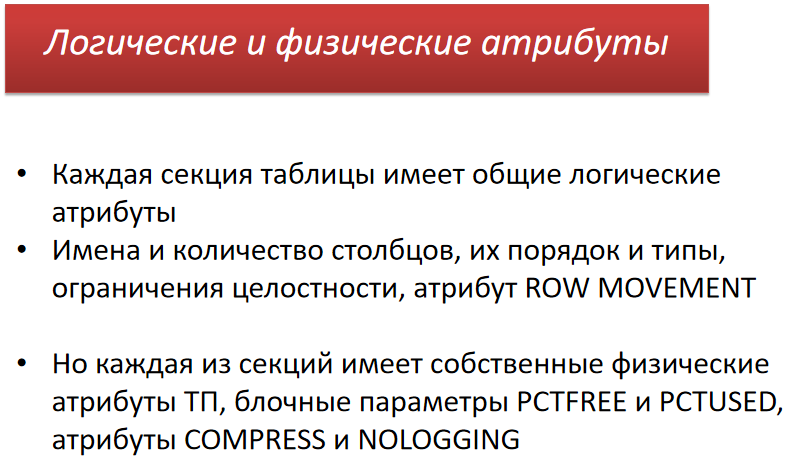 Логические и физические атрибуты
• Каждая секция таблицы имеет общие логические
атрибуты
• Имена и количество столбцов, их порядок и типы,
ограничения целостности, атрибут ROW MOVEMENT
• Но каждая из секций имеет собственные физические
атрибуты ТП, блочные параметры PCTFREE и PCTUSED,
атрибуты COMPRESS и NOLOGGING